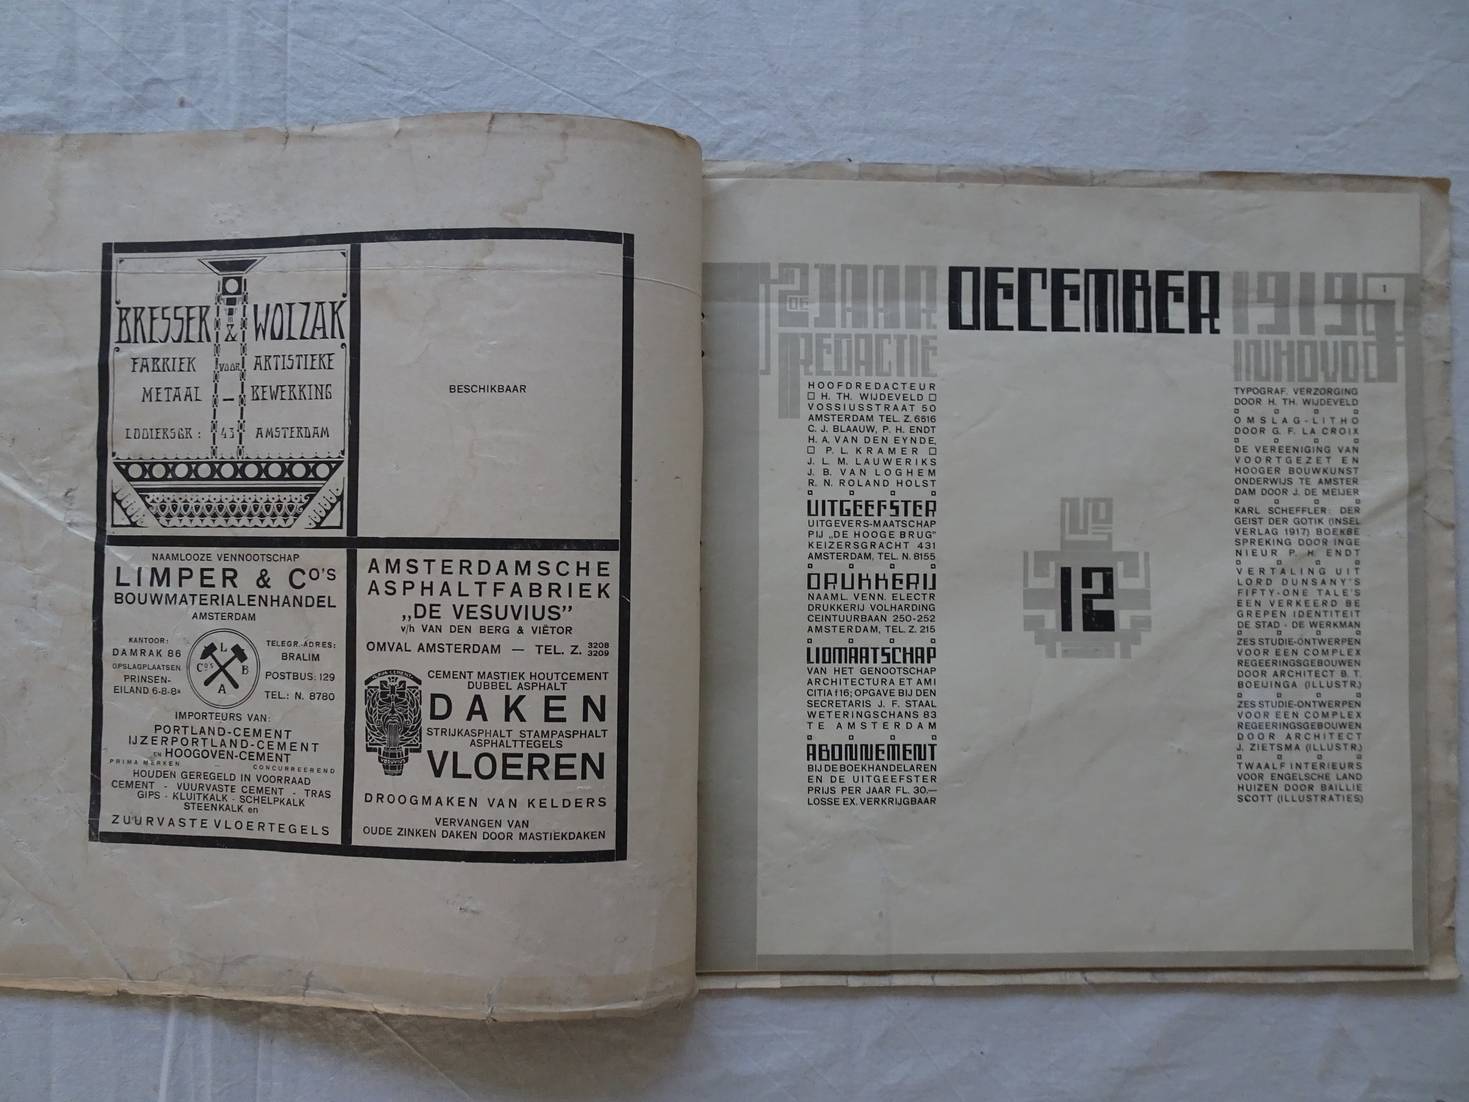 BRESSER & WOLZAK
FABRIEK VOOR ARTISTIEKE
METAAL - BEWERKING
LOOIERSGR: 43 AMSTERDAM
BESCHIKBAAR
NAAMLOOZE VENNOOTSCHAP
LIMPER & CO'S
BOUWMATERIALENHANDEL
AMSTERDAM
KANTOOR:
DAMRAK 86
OPSLAGPLAATSEN
PRINSEN-
EILAND 6-8-8a
L
CO'S B
A
TELEGR.-ADRES:
BRALIM
POSTBUS: 129
TEL.: N. 8780
IMPORTEURS VAN:
PORTLAND-CEMENT
IJZERPORTLAND-CEMENT
EN HOOGOVEN-CEMENT
PRIMA MERKEN CONCURREEREND
HOUDEN GEREGELD IN VOORRAAD
CEMENT - VUURVASTE CEMENT - TRAS
GIPS - KLUITKALK - SCHELPKALK
STEENKALK en
ZUURVASTE VLOERTEGELS
AMSTERDAMSCHE
ASPHALTFABRIEK
„DE VESUVIUS”
v/h VAN DEN BERG & VIËTOR
OMVAL AMSTERDAM — TEL. Z. 3208 3209
CEMENT MASTIEK HOUTCEMENT
DUBBEL ASPHALT
DAKEN
STRIJKASPHALT STAMPASPHALT
ASPHALTTEGELS
VLOEREN
DROOGMAKEN VAN KELDERS
VERVANGEN VAN
OUDE ZINKEN DAKEN DOOR MASTIEKDAKEN
2DE JAAR DECEMBER 1919
1
REDACTIE
HOOFDREDACTEUR
H. TH. WIJDEVELD
VOSSIUSSTRAAT 50
AMSTERDAM TEL. Z. 6516
C. J. BLAAUW, P. H. ENDT
H. A. VAN DEN EYNDE,
P. L. KRAMER
J. L. M. LAUWERIKS
J. B. VAN LOGHEM
R. N. ROLAND HOLST
UITGEEFSTER
UITGEVERS-MAATSCHAP
PIJ „DE HOOGE BRUG"
KEIZERSGRACHT 431
AMSTERDAM, TEL. N. 8155
DRUKKERIJ
NAAML. VENN. ELECTR
DRUKKERIJ VOLHARDING
CEINTUURBAAN 250-252
AMSTERDAM, TEL. Z. 215
LIDMAATSCHAP
VAN HET GENOOTSCHAP
ARCHITECTURA ET AMI
CITIA f16; OPGAVE BIJ DEN
SECRETARIS J. F. STAAL
WETERINGSCHANS 83
TE AMSTERDAM
ABONNEMENT
BIJ DE BOEKHANDELAREN
EN DE UITGEEFSTER
PRIJS PER JAAR FL. 30.—
LOSSE EX. VERKRIJGBAAR
NO
12
INHOUD
TYPOGRAF. VERZORGING
DOOR H. TH. WIJDEVELD
OMSLAG-LITHO
DOOR G. F. LA CROIX
DE VEREENIGING VAN
VOORTGEZET EN
HOOGER BOUWKUNST
ONDERWIJS TE AMSTER
DAM DOOR J. DE MEIJER
KARL SCHEFFLER: DER
GEIST DER GOTIK (INSEL
VERLAG 1917) BOEKBE
SPREKING DOOR INGE
NIEUR P. H. ENDT
VERTALING UIT
LORD DUNSANY'S
FIFTY-ONE TALE'S
EEN VERKEERD BE
GREPEN IDENTITEIT
DE STAD - DE WERKMAN
ZES STUDIE-ONTWERPEN
VOOR EEN COMPLEX
REGEERINGSGEBOUWEN
DOOR ARCHITECT B. T.
BOEIJINGA (ILLUSTR.)
ZES STUDIE-ONTWERPEN
VOOR EEN COMPLEX
REGEERINGSGEBOUWEN
DOOR ARCHITECT
J. ZIETSMA (ILLUSTR.)
TWAALF INTERIEURS
VOOR ENGELSCHE LAND
HUIZEN DOOR BAILLIE
SCOTT (ILLUSTRATIES)